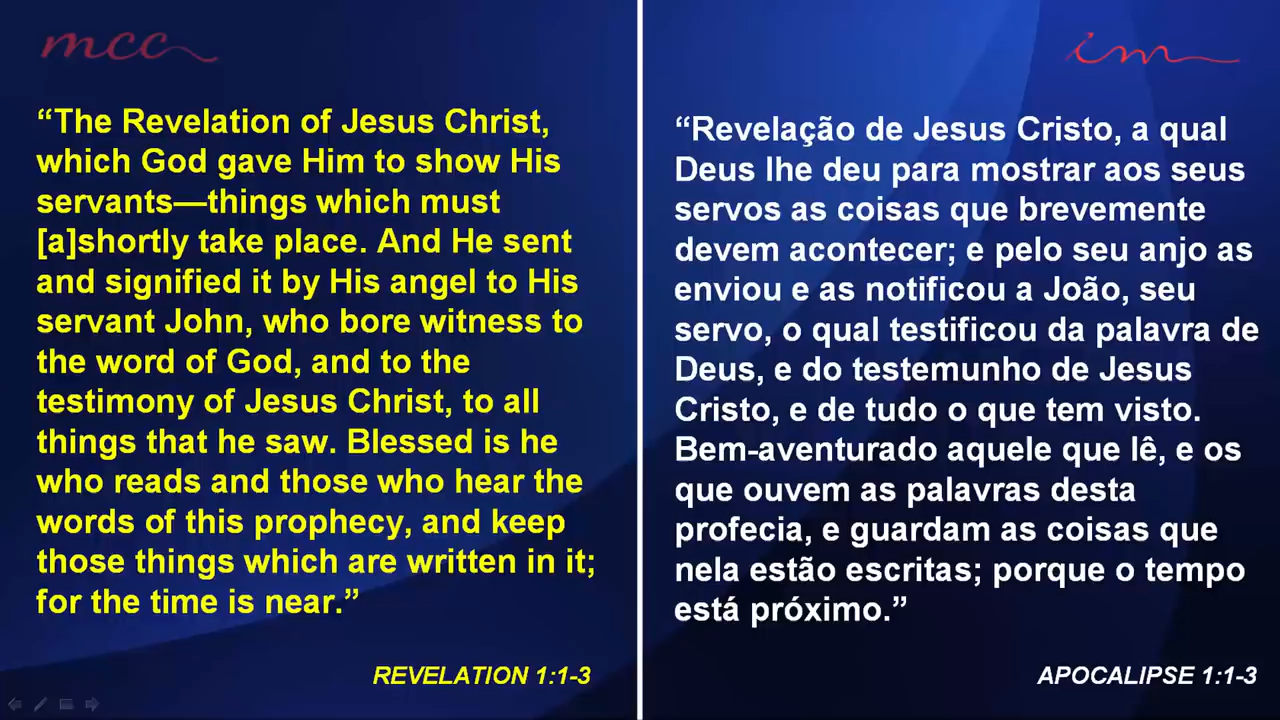 mcc
im
“The Revelation of Jesus Christ,
which God gave Him to show His
servants—things which must
[a]shortly take place. And He sent
and signified it by His angel to His
servant John, who bore witness to
the word of God, and to the
testimony of Jesus Christ, to all
things that he saw. Blessed is he
who reads and those who hear the
words of this prophecy, and keep
those things which are written in it;
for the time is near.”
REVELATION 1:1-3
“Revelação de Jesus Cristo, a qual
Deus lhe deu para mostrar aos seus
servos as coisas que brevemente
devem acontecer; e pelo seu anjo as
enviou e as notificou a João, seu
servo, o qual testificou da palavra de
Deus, e do testemunho de Jesus
Cristo, e de tudo o que tem visto.
Bem-aventurado aquele que lê, e os
que ouvem as palavras desta
profecia, e guardam as coisas que
nela estão escritas; porque o tempo
está próximo.”
APOCALIPSE 1:1-3